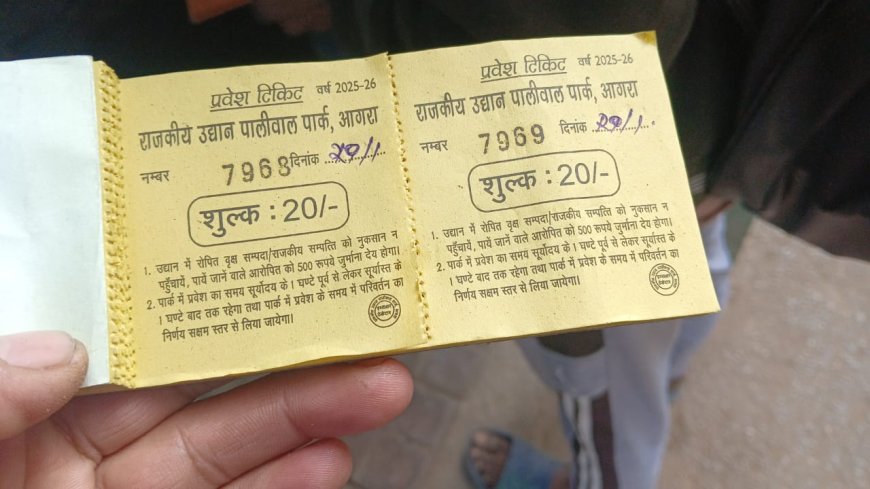 प्रवेश टिकिट वर्ष 2025-26
राजकीय उद्यान पालीवाल पार्क, आगरा
नम्बर 7968 दिनांक 29/1
शुल्क : 20/-
1. उद्यान में रोपित वृक्ष सम्पदा/राजकीय सम्पत्ति को नुकसान न
पहुँचायें, पायें जानें वाले आरोपित को 500 रूपये जुर्माना देय होगा।
2. पार्क में प्रवेश का समय सूर्योदय के 1 घण्टे पूर्व से लेकर सूर्यास्त के
1 घण्टे बाद तक रहेगा तथा पार्क में प्रवेश के समय में परिवर्तन का
निर्णय सक्षम स्तर से लिया जायेगा।
प्रवेश टिकिट वर्ष 2025-26
राजकीय उद्यान पालीवाल पार्क, आगरा
नम्बर 7969 दिनांक 29/1
शुल्क : 20/-
1. उद्यान में रोपित वृक्ष सम्पदा/राजकीय सम्पत्ति को नुकसान न
पहुँचायें, पायें जानें वाले आरोपित को 500 रूपये जुर्माना देय होगा।
2. पार्क में प्रवेश का समय सूर्योदय के 1 घण्टे पूर्व से लेकर सूर्यास्त के
1 घण्टे बाद तक रहेगा तथा पार्क में प्रवेश के समय में परिवर्तन का
निर्णय सक्षम स्तर से लिया जायेगा।